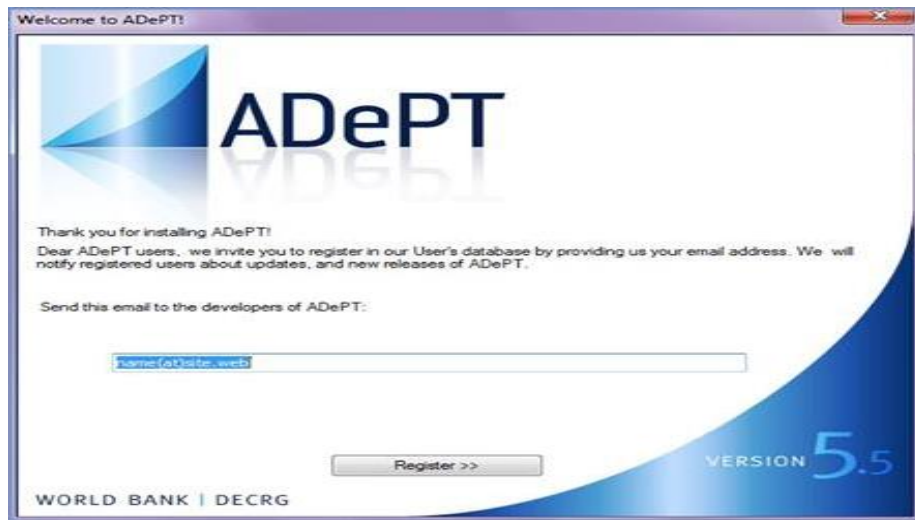 Welcome to ADePT!
ADePT
Thank you for installing ADePT!
Dear ADePT users, we invite you to register in our User's database by providing us your email address. We will
notify registered users about updates, and new releases of ADePT.
Send this email to the developers of ADePT:
name(at)site.web
Register >>
VERSION 5.5
WORLD BANK | DECRG